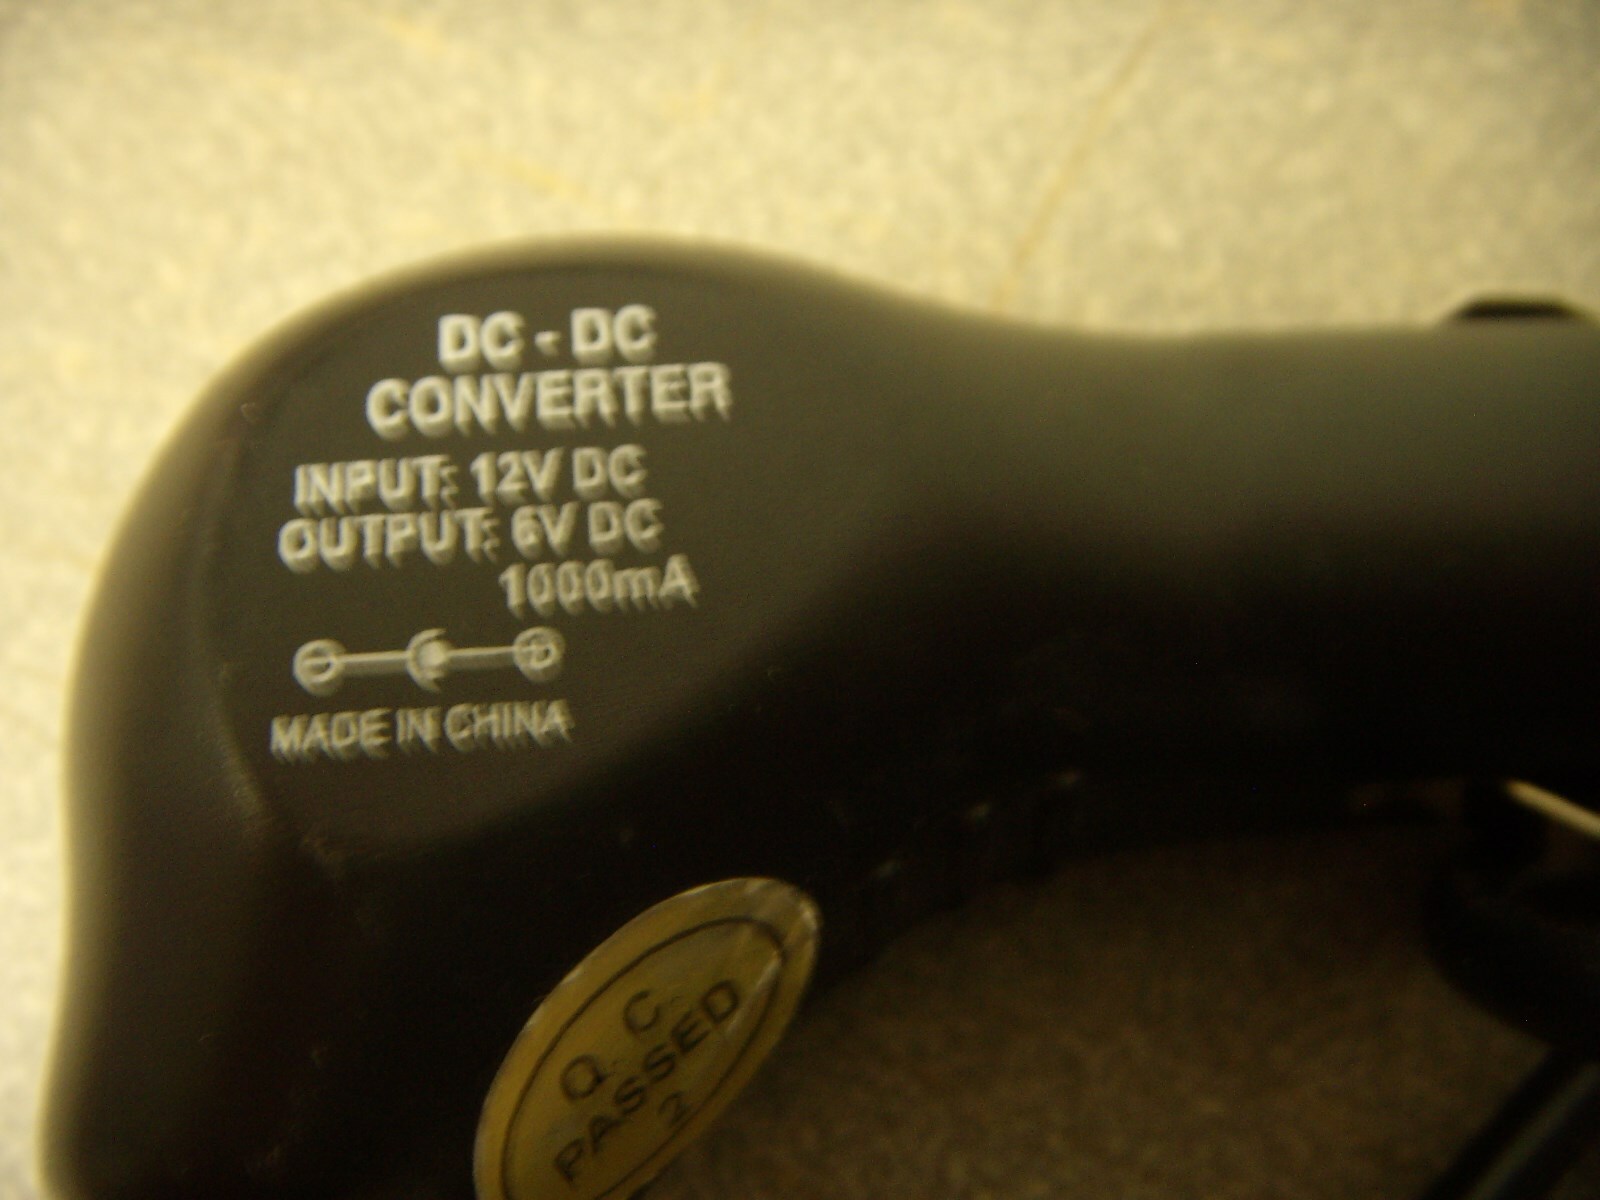 DC - DC
CONVERTER
INPUT: 12V DC
OUTPUT: 6V DC
1000mA
MADE IN CHINA
Q. C.
PASSED
2